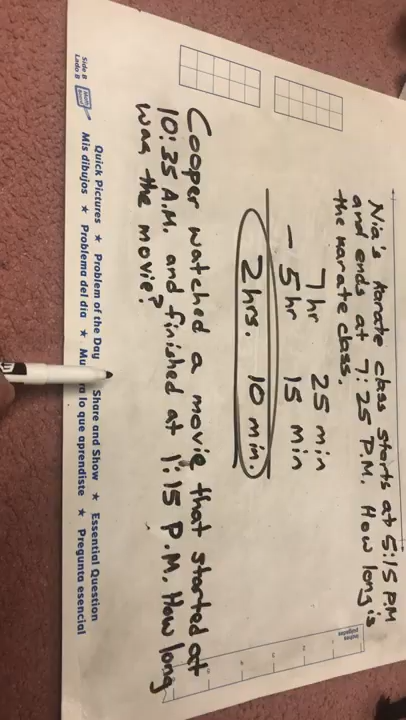 Nia's Karate class starts at 5:15 P.M
and ends at 7:25 P.M. How long is
the karate class.
7 hr 25 min
- 5 hr 15 min
2 hrs. 10 min.
Cooper watched a movie that started at
10:35 A.M. and finished at 1:15 P.M. How long
was the movie?
Side B
Lado B
Quick Pictures ★ Problem of the Day Share and Show ★ Essential Question
Mis dibujos ★ Problema del día ★ lo que aprendiste ★ Pregunta esencial
inches
pulgadas